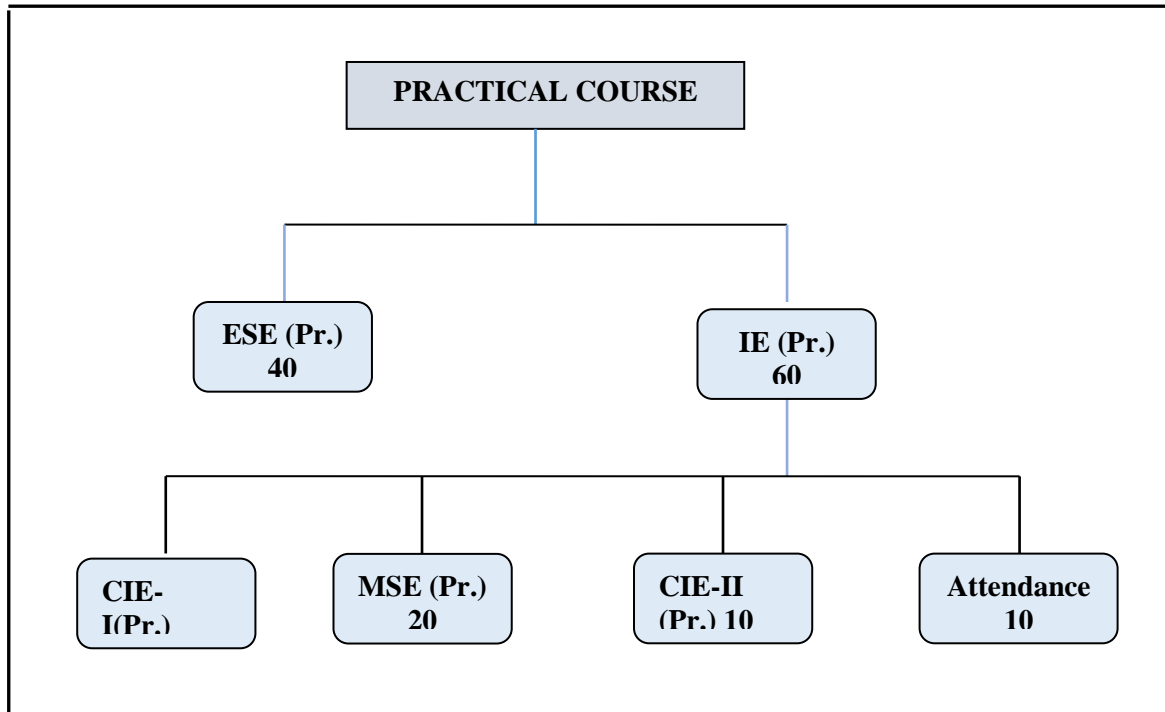 PRACTICAL COURSE
ESE (Pr.)
40
IE (Pr.)
60
CIE-
I(Pr.)
MSE (Pr.)
20
CIE-II
(Pr.) 10
Attendance
10